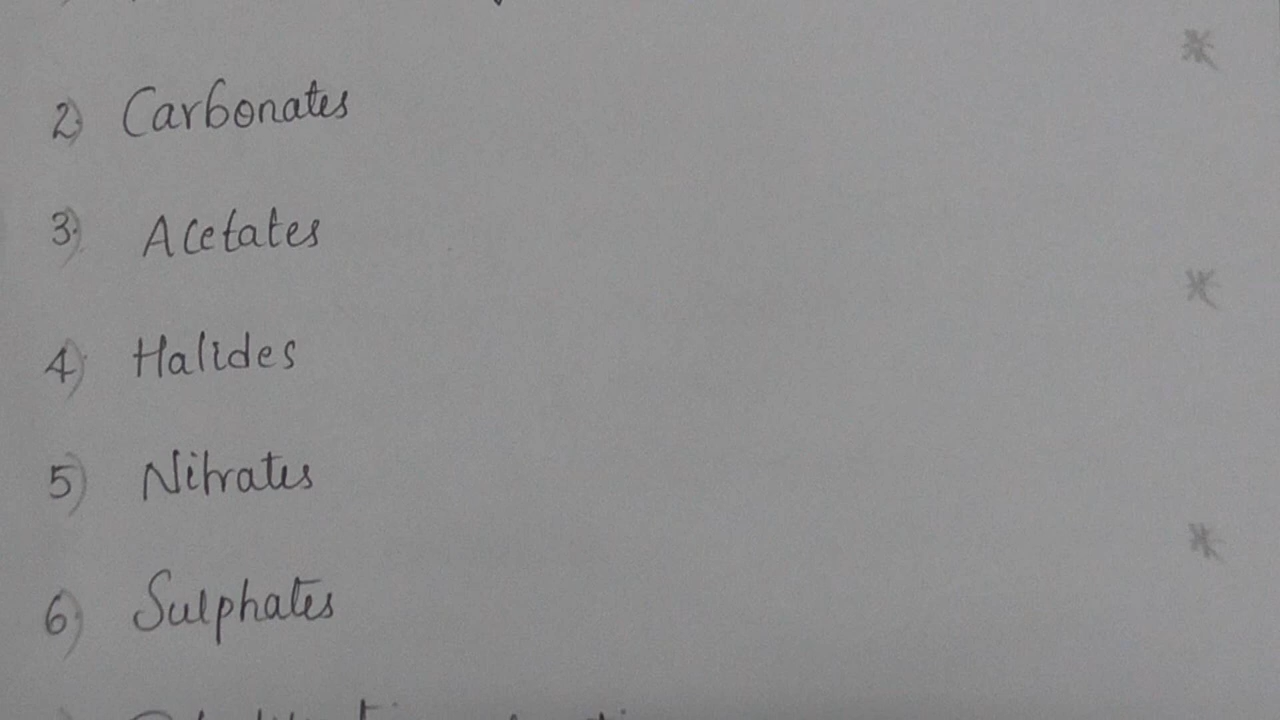 2) Carbonates
3) Acetates
4) Halides
5) Nitrates
6) Sulphates